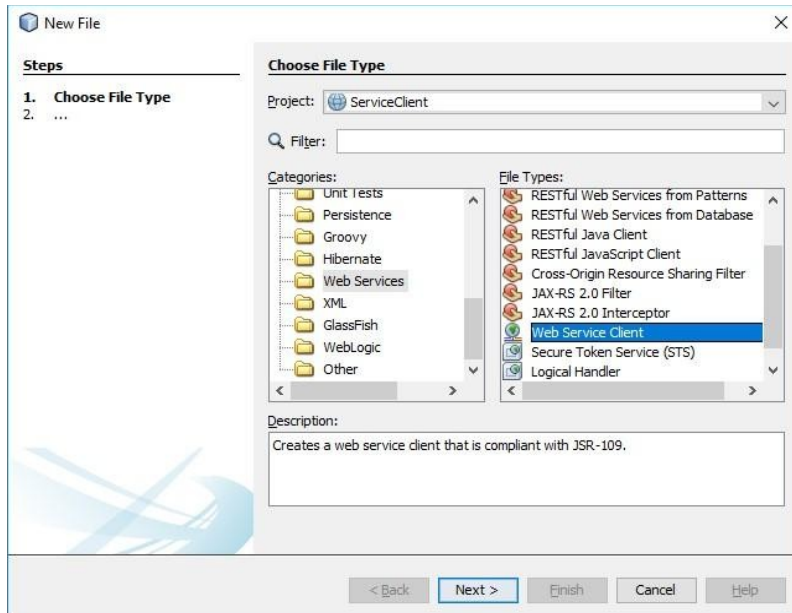 New File
Steps
1. Choose File Type
2. ...
Choose File Type
Project: ServiceClient
Filter:
Categories:
Unit Tests
Persistence
Groovy
Hibernate
Web Services
XML
GlassFish
WebLogic
Other
File Types:
RESTful Web Services from Patterns
RESTful Web Services from Database
RESTful Java Client
RESTful JavaScript Client
Cross-Origin Resource Sharing Filter
JAX-RS 2.0 Filter
JAX-RS 2.0 Interceptor
Web Service Client
Secure Token Service (STS)
Logical Handler
Description:
Creates a web service client that is compliant with JSR-109.
< Back Next > Finish Cancel Help